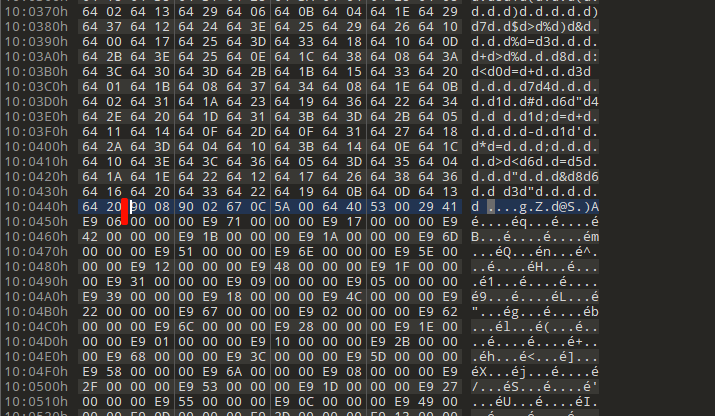 10:0370h 64 02 64 13 64 29 64 06 64 0B 64 04 64 1E 64 29 d.d.d)d.d.d.d.d)
10:0380h 64 37 64 12 64 24 64 3E 64 25 64 29 64 26 64 10 d7d.d$d>d%d)d&d.
10:0390h 64 00 64 17 64 25 64 3D 64 33 64 18 64 10 64 0D d.d.d%d=d3d.d.d.
10:03A0h 64 2B 64 3E 64 25 64 0E 64 1C 64 38 64 08 64 3A d+d>d%d.d.d8d.d:
10:03B0h 64 3C 64 30 64 3D 64 2B 64 1B 64 15 64 33 64 20 d<d0d=d+d.d.d3d
10:03C0h 64 01 64 1B 64 08 64 37 64 34 64 08 64 1E 64 0B d.d.d.d7d4d.d.d.
10:03D0h 64 02 64 31 64 1A 64 23 64 19 64 36 64 22 64 34 d.d1d.d#d.d6d"d4
10:03E0h 64 2E 64 20 64 1D 64 31 64 3B 64 3D 64 2B 64 05 d.d d.d1d;d=d+d.
10:03F0h 64 11 64 14 64 0F 64 2D 64 0F 64 31 64 27 64 18 d.d.d.d-d.d1d'd.
10:0400h 64 2A 64 3D 64 04 64 10 64 3B 64 14 64 0E 64 1C d*d=d.d.d;d.d.d.
10:0410h 64 10 64 3E 64 3C 64 36 64 05 64 3D 64 35 64 04 d.d>d<d6d.d=d5d.
10:0420h 64 1A 64 1E 64 22 64 12 64 17 64 26 64 38 64 36 d.d.d"d.d.d&d8d6
10:0430h 64 16 64 20 64 33 64 22 64 19 64 0B 64 0D 64 13 d.d d3d"d.d.d.d.
10:0440h 64 20 90 08 90 02 67 0C 5A 00 64 40 53 00 29 41 d ....g.Z.d@S.)A
10:0450h E9 06 00 00 00 E9 71 00 00 00 E9 17 00 00 00 E9 é....éq...é....é
10:0460h 42 00 00 00 E9 1B 00 00 00 E9 1A 00 00 00 E9 6D B...é....é....ém
10:0470h 00 00 00 E9 51 00 00 00 E9 6E 00 00 00 E9 5E 00 ...éQ...én...é^.
10:0480h 00 00 E9 12 00 00 00 E9 48 00 00 00 E9 1F 00 00 ..é....éH...é...
10:0490h 00 E9 31 00 00 00 E9 09 00 00 00 E9 05 00 00 00 .é1...é....é....
10:04A0h E9 39 00 00 00 E9 18 00 00 00 E9 4C 00 00 00 E9 é9...é....éL...é
10:04B0h 22 00 00 00 E9 67 00 00 00 E9 02 00 00 00 E9 62 "...ég...é....éb
10:04C0h 00 00 00 E9 6C 00 00 00 E9 28 00 00 00 E9 1E 00 ...él...é(...é..
10:04D0h 00 00 E9 01 00 00 00 E9 10 00 00 00 E9 2B 00 00 ..é....é....é+..
10:04E0h 00 E9 68 00 00 00 E9 3C 00 00 00 E9 5D 00 00 00 .éh...é<...é]...
10:04F0h E9 58 00 00 00 E9 6A 00 00 00 E9 08 00 00 00 E9 éX...éj...é....é
10:0500h 2F 00 00 00 E9 53 00 00 00 E9 1D 00 00 00 E9 27 /...éS...é....é'
10:0510h 00 00 00 E9 55 00 00 00 E9 0C 00 00 00 E9 49 00 ...éU...é....éI.